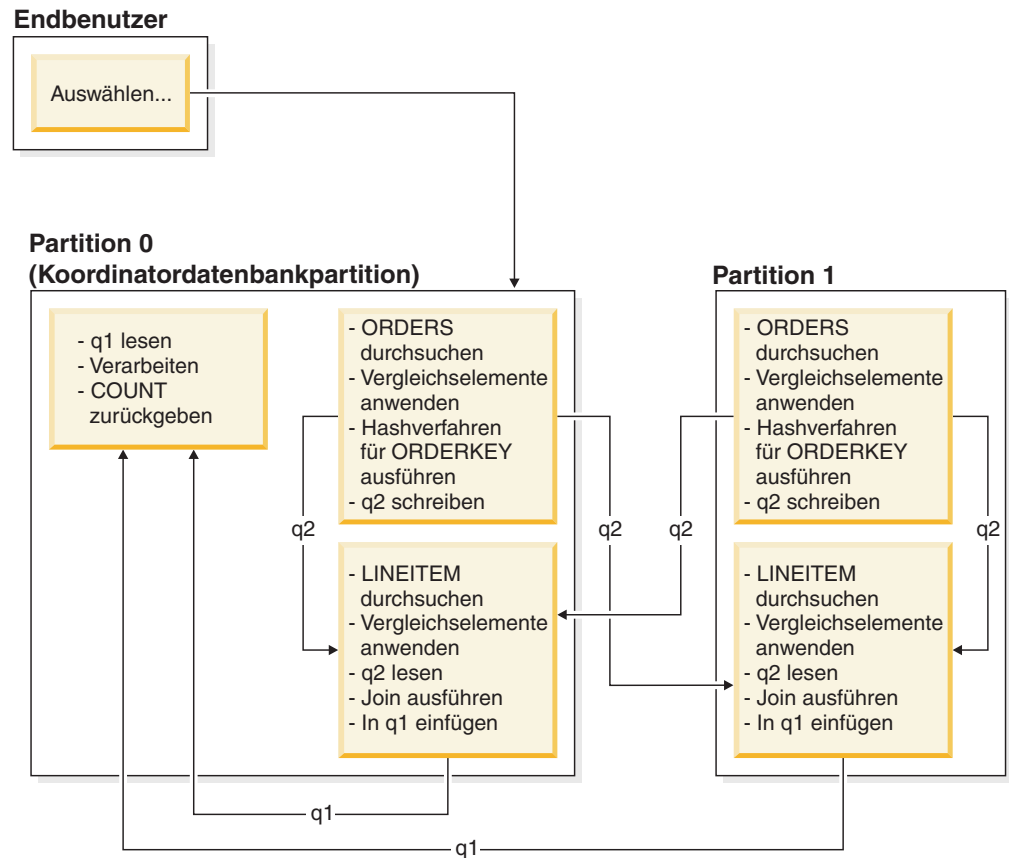 Endbenutzer
Auswählen...
Partition 0
(Koordinatordatenbankpartition)
- q1 lesen
- Verarbeiten
- COUNT
zurückgeben
- ORDERS
durchsuchen
- Vergleichselemente
anwenden
- Hashverfahren
für ORDERKEY
ausführen
- q2 schreiben
q2
q2
- LINEITEM
durchsuchen
- Vergleichselemente
anwenden
- q2 lesen
- Join ausführen
- In q1 einfügen
Partition 1
- ORDERS
durchsuchen
- Vergleichselemente
anwenden
- Hashverfahren
für ORDERKEY
ausführen
- q2 schreiben
q2
q2
- LINEITEM
durchsuchen
- Vergleichselemente
anwenden
- q2 lesen
- Join ausführen
- In q1 einfügen
q1
q1